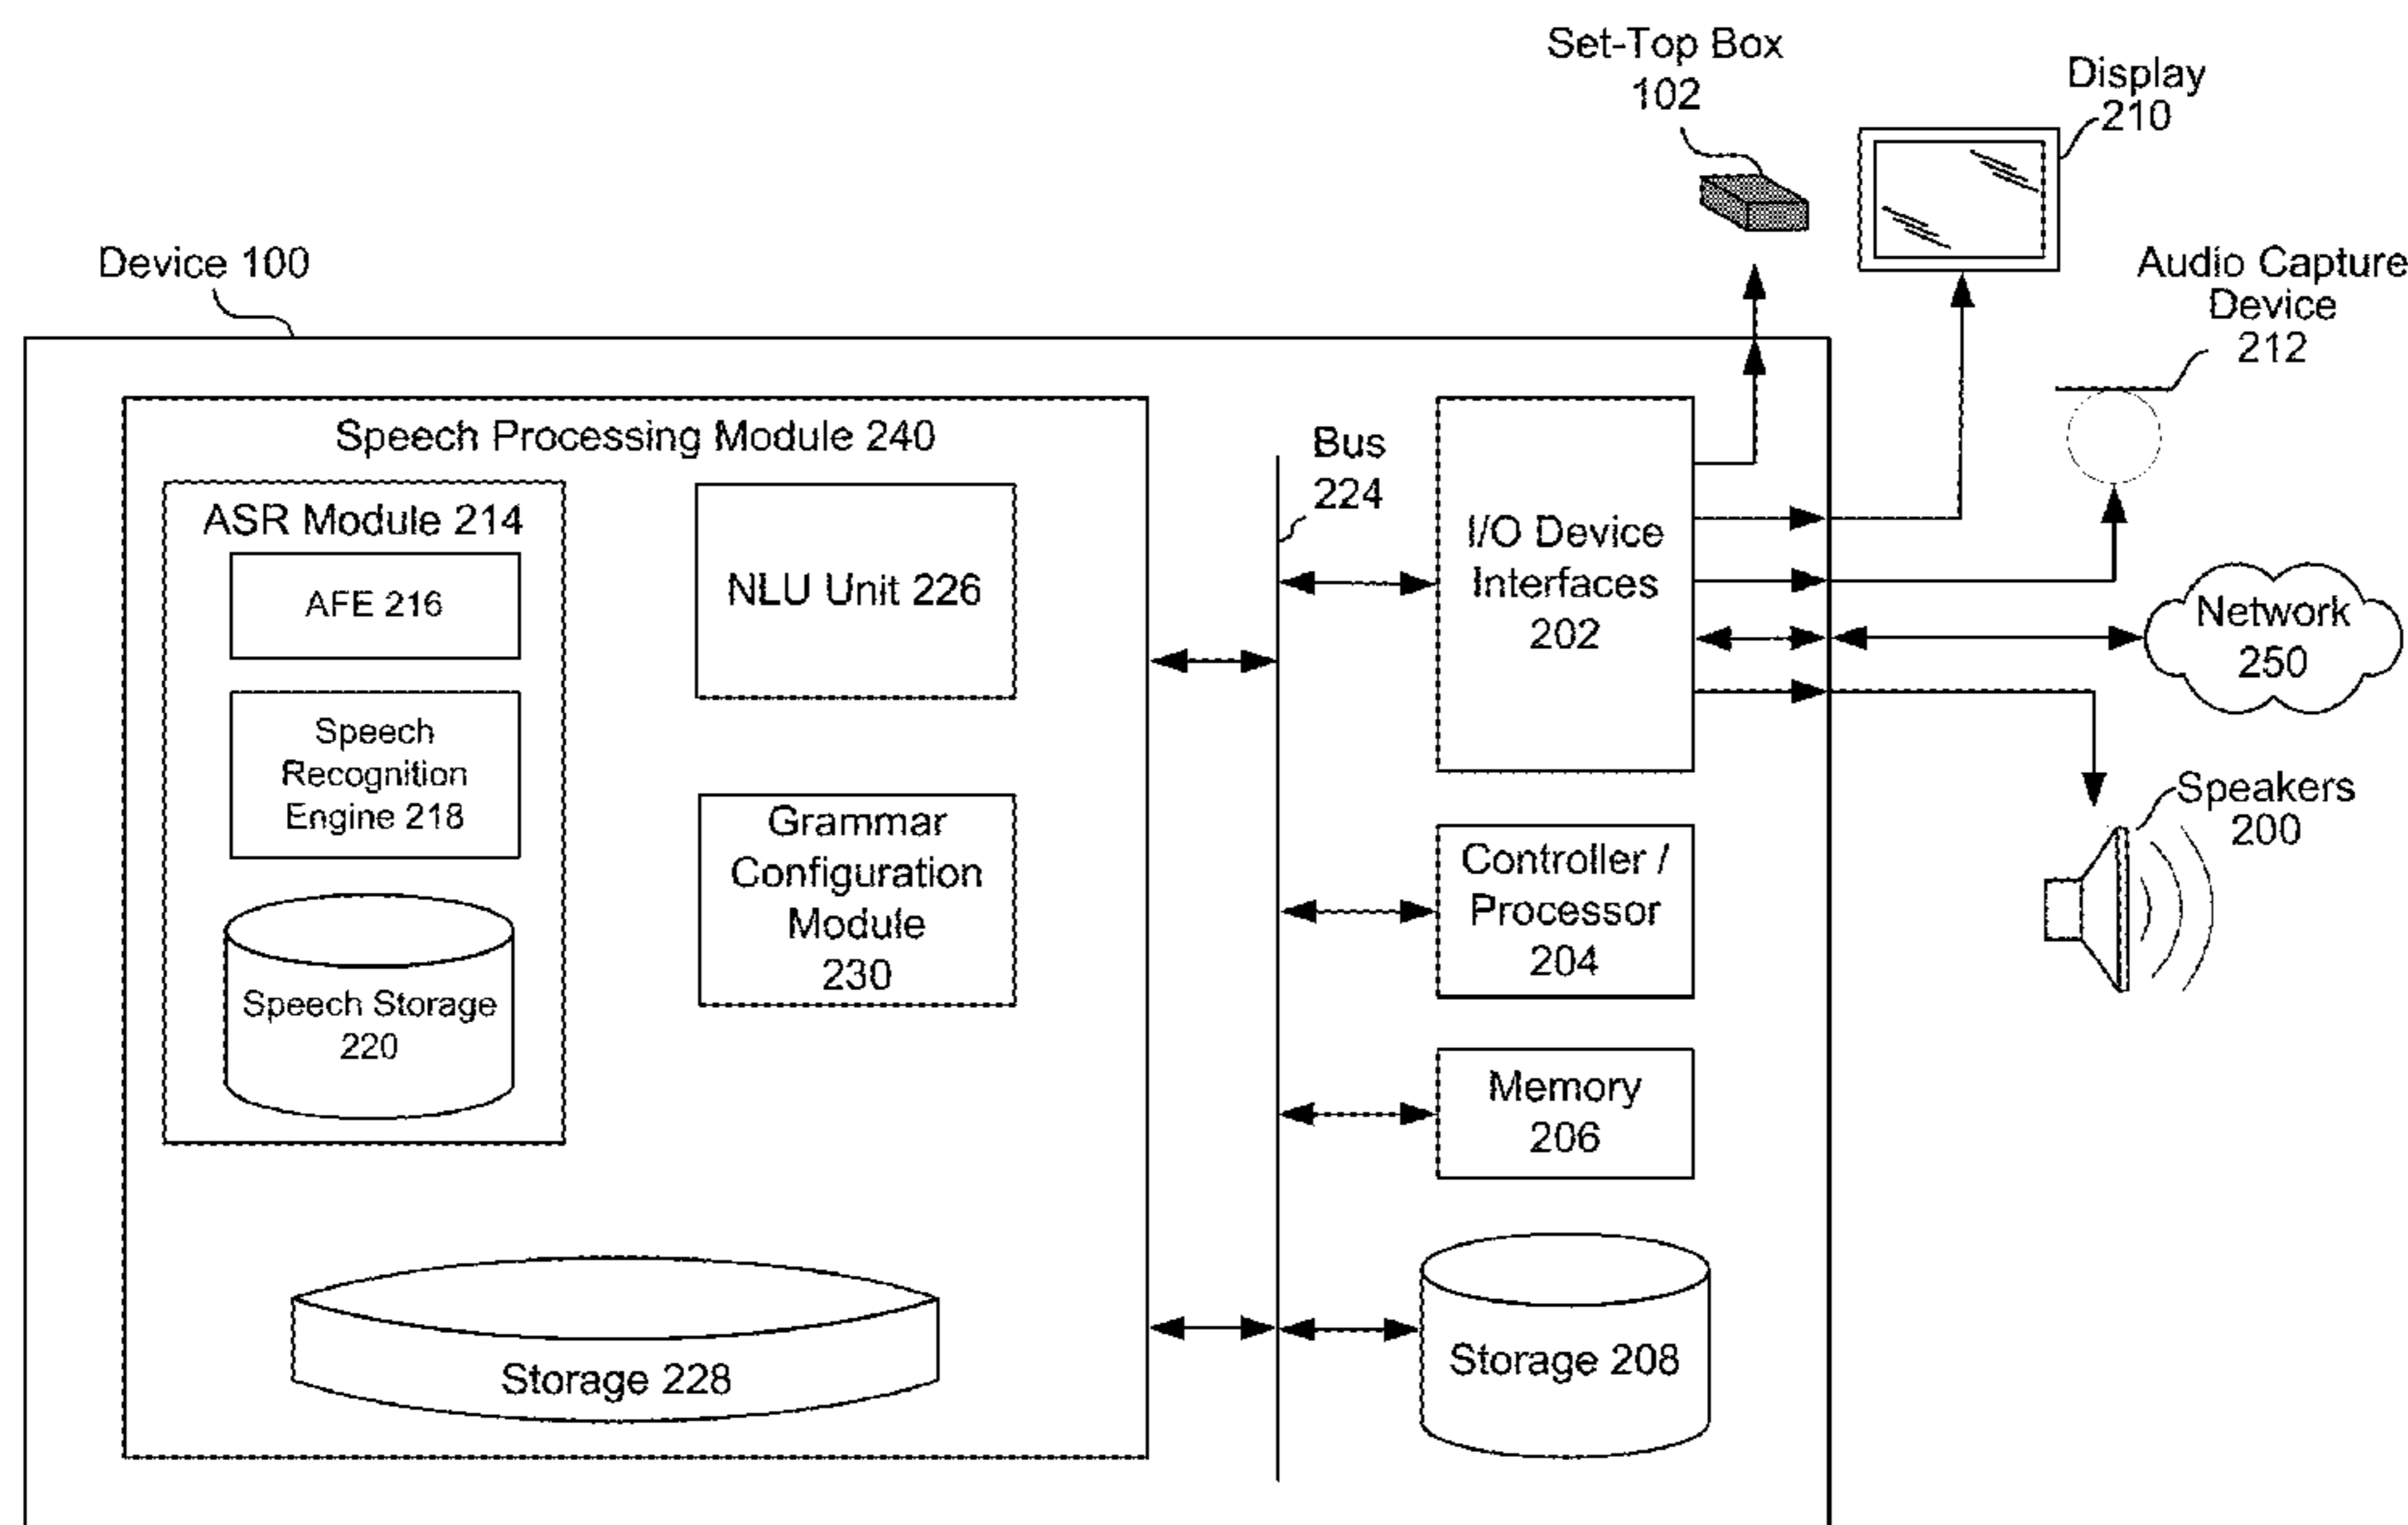 Set-Top Box
102
Display
210
Device 100
Audio Capture
Device
212
Speech Processing Module 240
ASR Module 214
AFE 216
Speech
Recognition
Engine 218
Speech Storage
220
NLU Unit 226
Grammar
Configuration
Module
230
Storage 228
Bus
224
I/O Device
Interfaces
202
Controller /
Processor
204
Memory
206
Storage 208
Network
250
Speakers
200